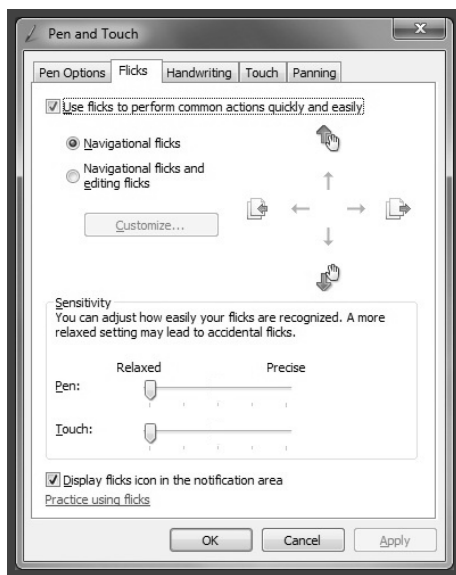 Pen and Touch
Pen Options Flicks Handwriting Touch Panning
Use flicks to perform common actions quickly and easily
Navigational flicks
Navigational flicks and
editing flicks
Customize...
Sensitivity
You can adjust how easily your flicks are recognized. A more
relaxed setting may lead to accidental flicks.
Relaxed Precise
Pen:
Touch:
Display flicks icon in the notification area
Practice using flicks
OK Cancel Apply